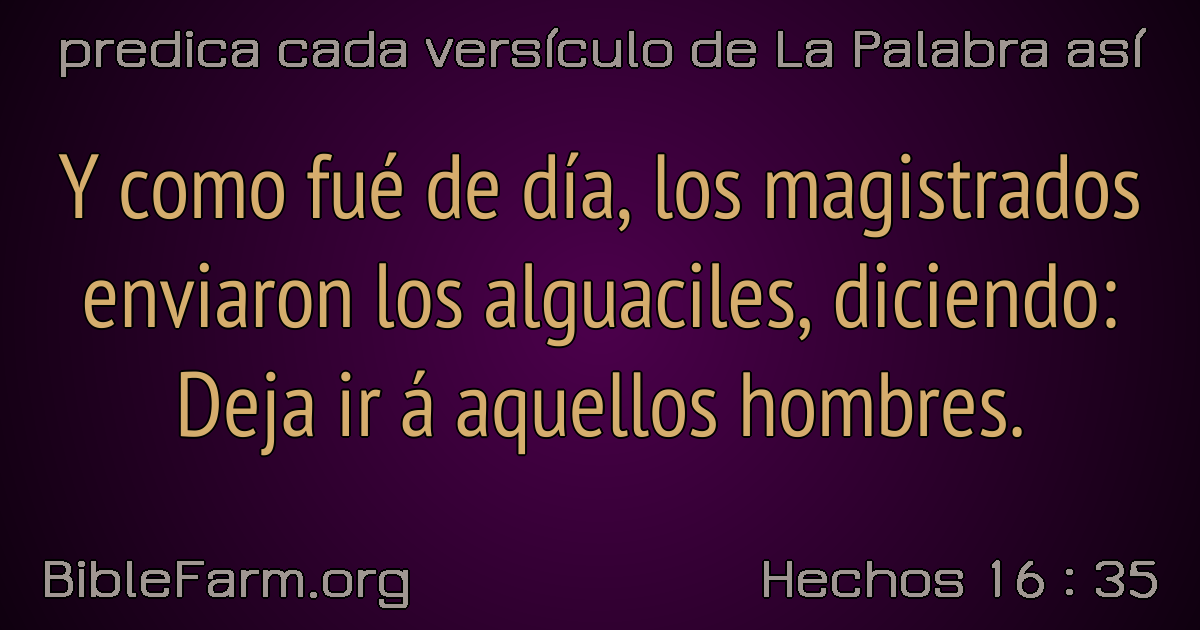 predica cada versículo de La Palabra así
Y como fué de día, los magistrados
enviaron los alguaciles, diciendo:
Deja ir á aquellos hombres.
BibleFarm.org
Hechos 16 : 35